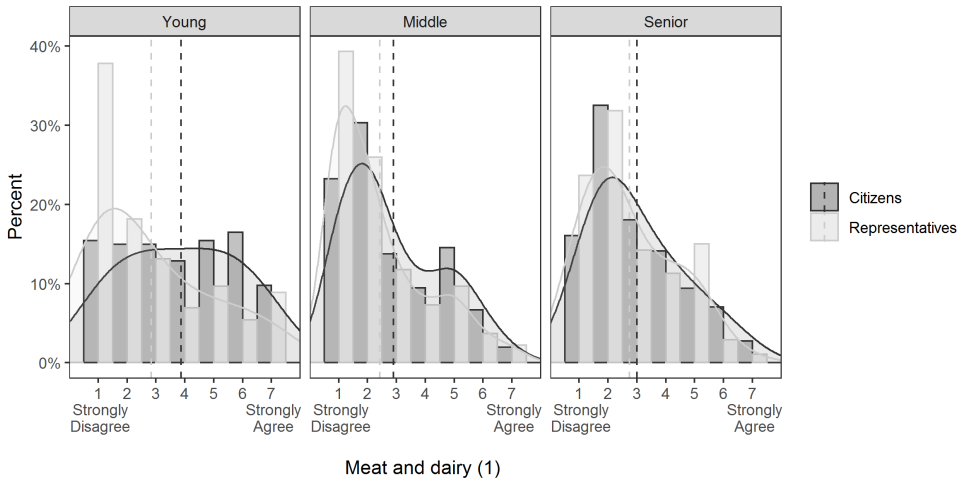 Young Middle Senior
40%
30%
20%
10%
0%
Percent
1 2 3 4 5 6 7 1 2 3 4 5 6 7 1 2 3 4 5 6 7
Strongly Strongly Strongly Strongly Strongly Strongly
Disagree Agree Disagree Agree Disagree Agree
Meat and dairy (1)
Citizens
Representatives